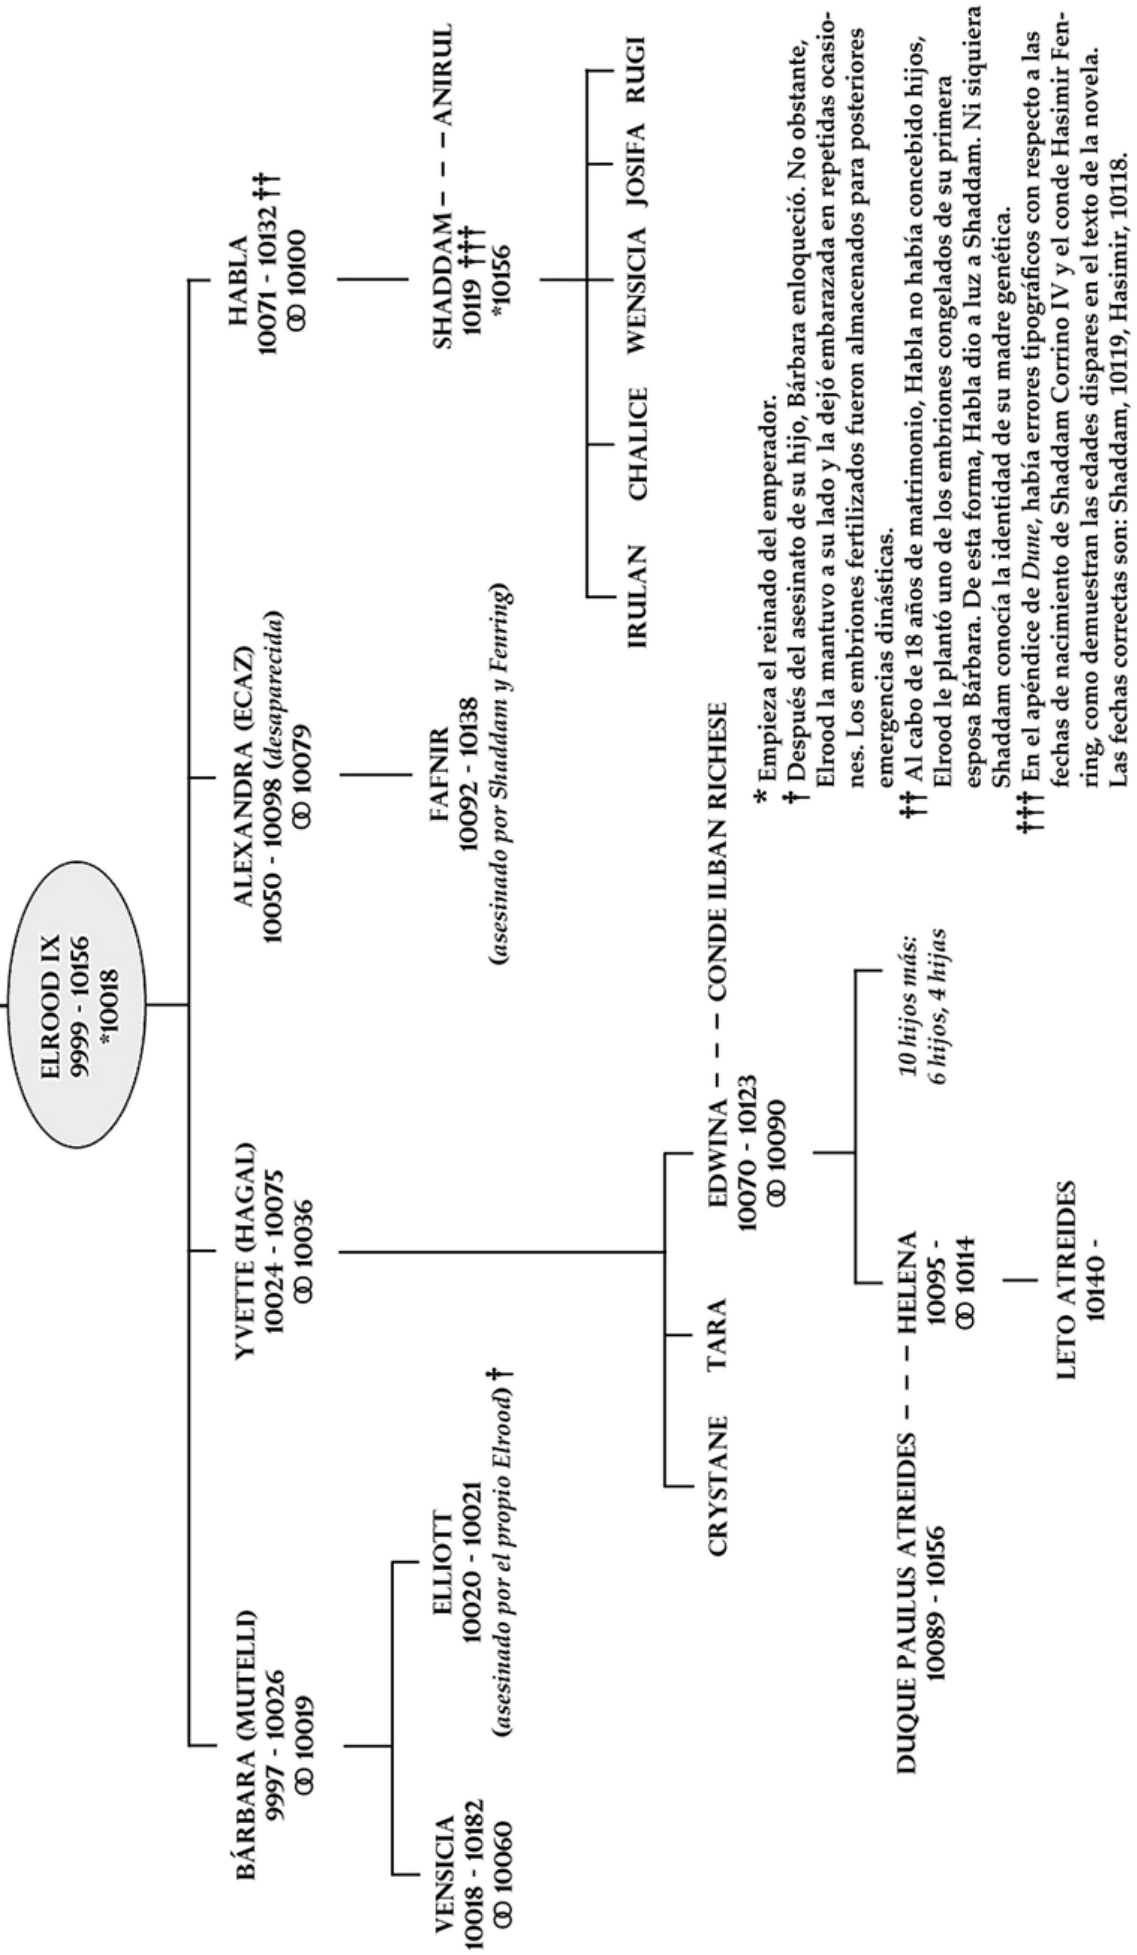 ELROOD IX
9999 - 10156
*10018
BÁRBARA (MUTELLI)
9997 - 10026
⚭ 10019
YVETTE (HAGAL)
10024 - 10075
⚭ 10036
ALEXANDRA (ECAZ)
10050 - 10098 (desaparecida)
⚭ 10079
HABLA
10071 - 10132 ††
⚭ 10100
VENSICIA
10018 - 10182
⚭ 10060
ELLIOTT
10020 - 10021
(asesinado por el propio Elrood) †
FAFNIR
10092 - 10138
(asesinado por Shaddam y Fenring)
SHADDAM – – – ANIRUL
10119 †††
*10156
IRULAN CHALICE WENSICIA JOSIFA RUGI
CRYSTANE TARA EDWINA – – – CONDE ILBAN RICHESE
10070 - 10123
⚭ 10090
DUQUE PAULUS ATREIDES – – – HELENA
10089 - 10156
10095 -
⚭ 10114
10 hijos más:
6 hijos, 4 hijas
LETO ATREIDES
10140 -
* Empieza el reinado del emperador.
† Después del asesinato de su hijo, Bárbara enloqueció. No obstante,
Elrood la mantuvo a su lado y la dejó embarazada en repetidas ocasio-
nes. Los embriones fertilizados fueron almacenados para posteriores
emergencias dinásticas.
†† Al cabo de 18 años de matrimonio, Habla no había concebido hijos,
Elrood le plantó uno de los embriones congelados de su primera
esposa Bárbara. De esta forma, Habla dio a luz a Shaddam. Ni siquiera
Shaddam conocía la identidad de su madre genética.
††† En el apéndice de Dune, había errores tipográficos con respecto a las
fechas de nacimiento de Shaddam Corrino IV y el conde Hasimir Fen-
ring, como demuestran las edades dispares en el texto de la novela.
Las fechas correctas son: Shaddam, 10119, Hasimir, 10118.